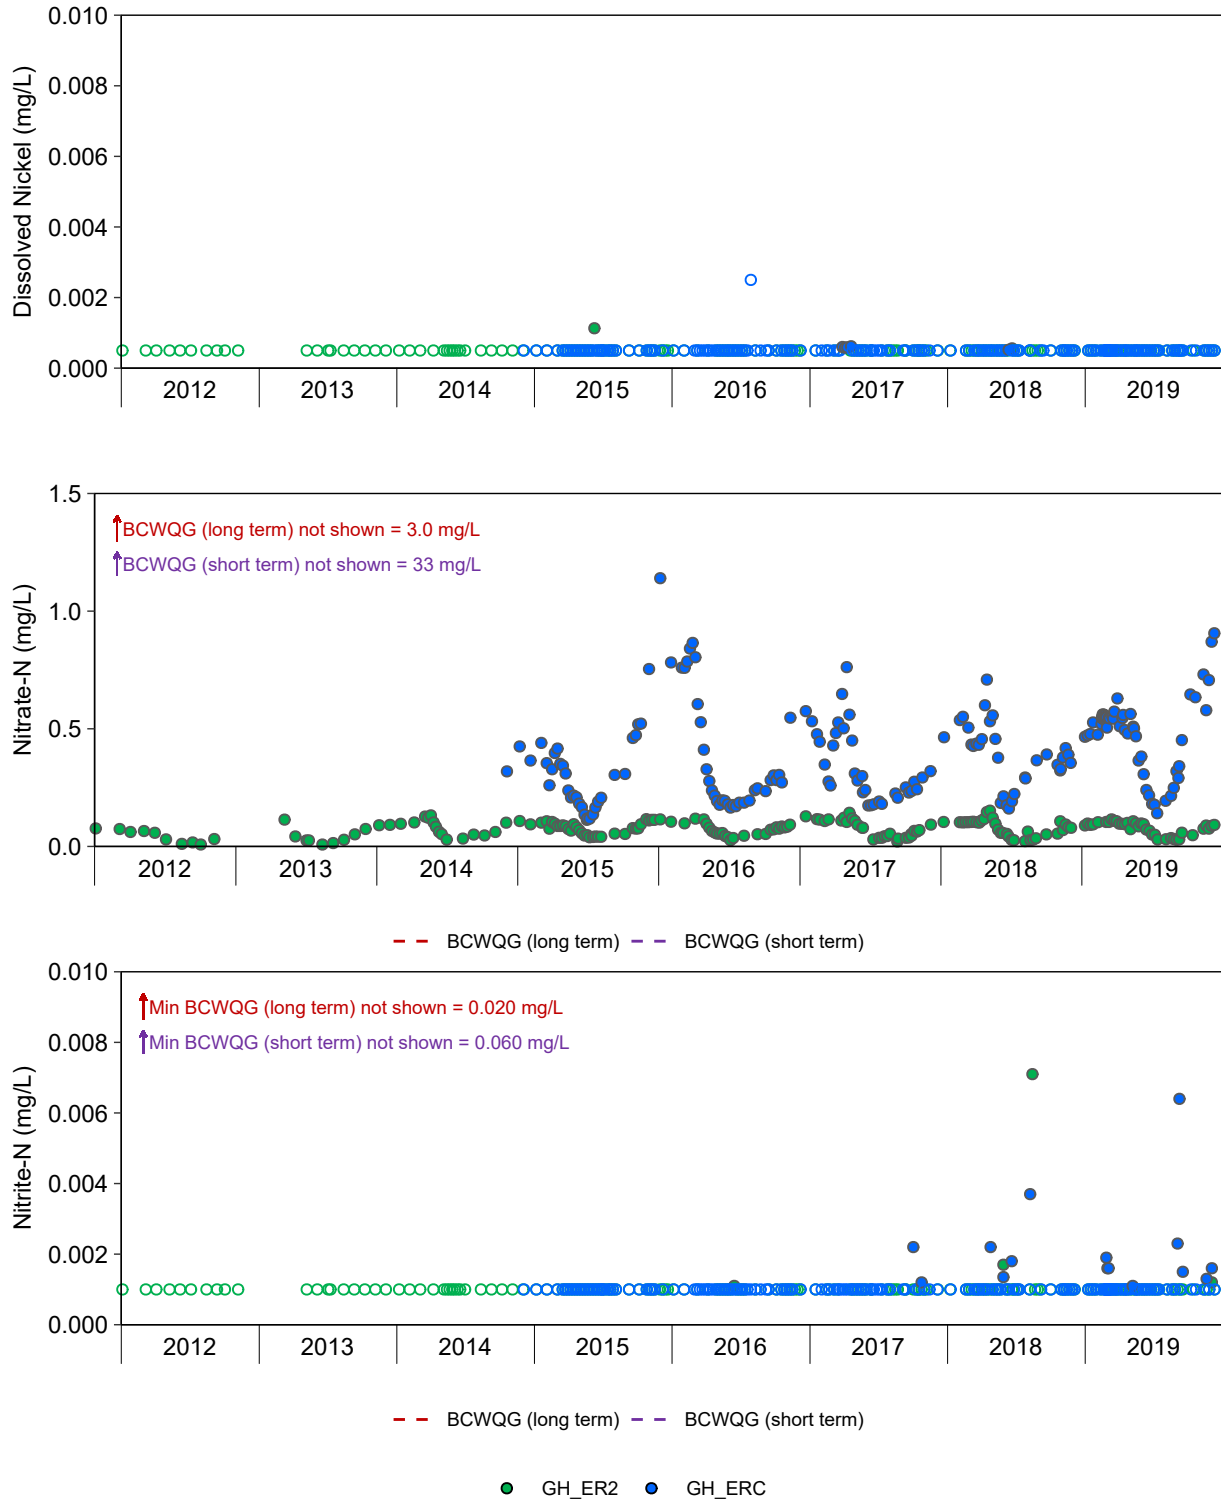 Dissolved Nickel (mg/L)
0.010
0.008
0.006
0.004
0.002
0.000
2012 2013 2014 2015 2016 2017 2018 2019
Nitrate-N (mg/L)
1.5
1.0
0.5
0.0
BCWQG (long term) not shown = 3.0 mg/L
BCWQG (short term) not shown = 33 mg/L
2012 2013 2014 2015 2016 2017 2018 2019
BCWQG (long term) BCWQG (short term)
Nitrite-N (mg/L)
0.010
0.008
0.006
0.004
0.002
0.000
Min BCWQG (long term) not shown = 0.020 mg/L
Min BCWQG (short term) not shown = 0.060 mg/L
2012 2013 2014 2015 2016 2017 2018 2019
BCWQG (long term) BCWQG (short term)
GH_ER2 GH_ERC